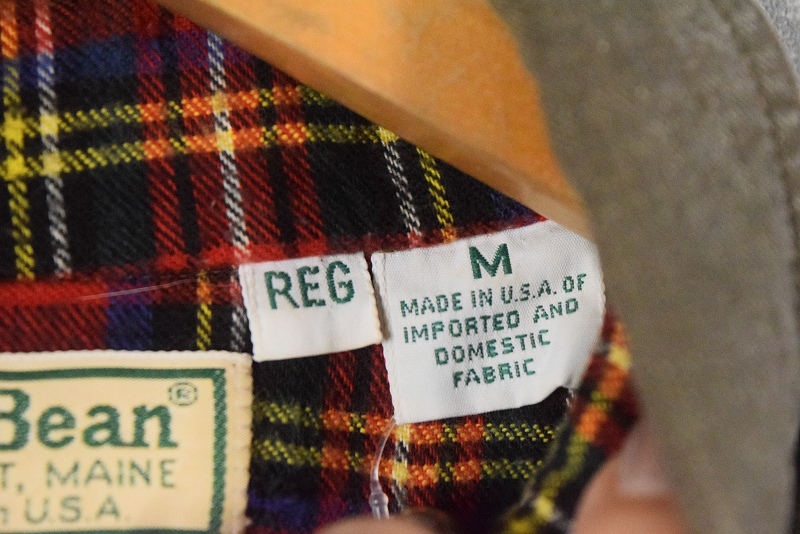 REG
M
MADE IN U.S.A. OF
IMPORTED AND
DOMESTIC
FABRIC
Bean®
T, MAINE
U.S.A.